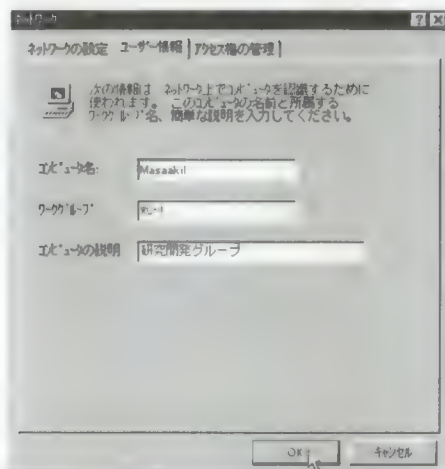 ネットワーク
ネットワークの設定 ユーザー情報 アクセス権の管理
次の情報は ネットワーク上でコンピュータを認識するために
使われます。 このコンピュータの名前と所属する
ワークグループ名、簡単な説明を入力してください。
コンピュータ名: Masaaki1
ワークグループ
コンピュータの説明 研究開発グループ
OK キャンセル